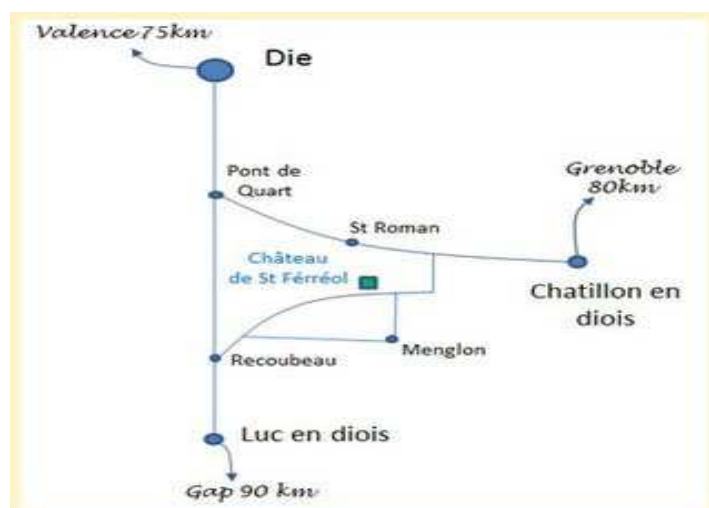 Valence 75km
Die
Pont de
Quart
Grenoble
80km
St Roman
Château
de St Férréol
Chatillon en
diois
Menglon
Recoubeau
Luc en diois
Gap 90 km